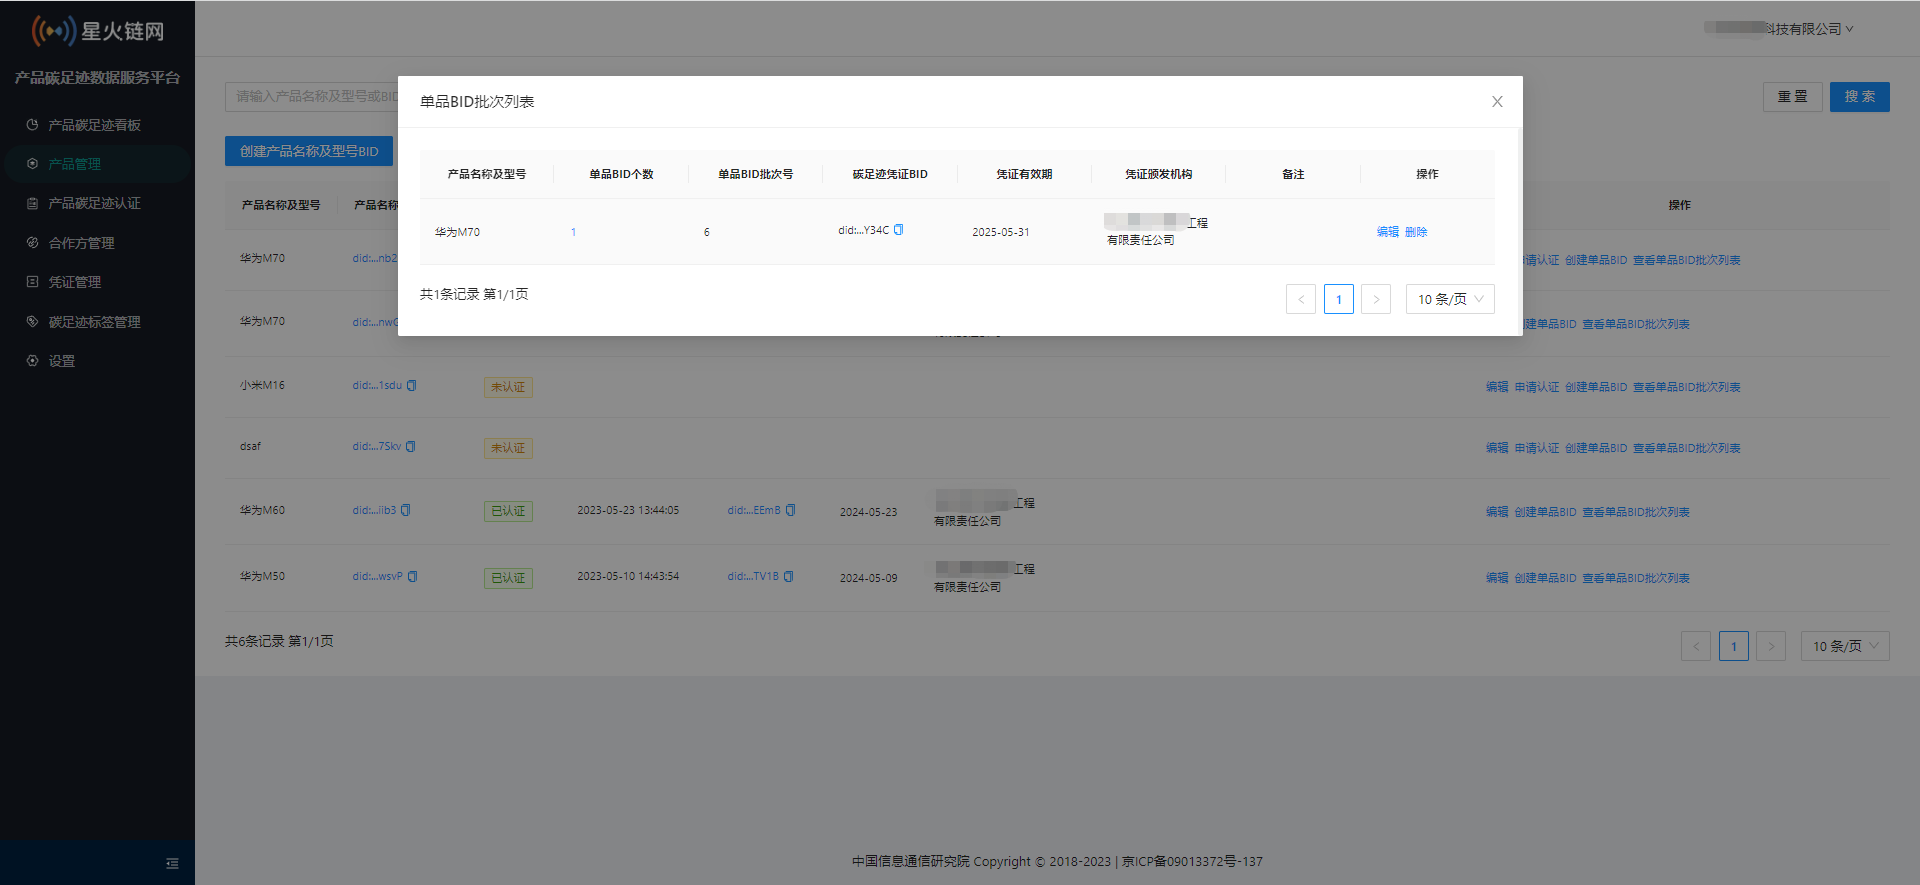 星火链网
产品碳足迹数据服务平台
产品碳足迹看板
产品管理
产品碳足迹认证
合作方管理
凭证管理
碳足迹标签管理
设置
科技有限公司
请输入产品名称及型号或BID
重 置
搜 索
创建产品名称及型号BID
单品BID批次列表
产品名称及型号 单品BID个数 单品BID批次号 碳足迹凭证BID 凭证有效期 凭证颁发机构 备注 操作
华为M70 1 6 did:...Y34C 2025-05-31 工程有限责任公司 编辑 删除
共1条记录 第1/1页
< 1 > 10 条/页
产品名称及型号 产品名称 操作
华为M70 did:...nb2 申请认证 创建单品BID 查看单品BID批次列表
华为M70 did:...nwG 创建单品BID 查看单品BID批次列表
小米M16 did:...1sdu 未认证 编辑 申请认证 创建单品BID 查看单品BID批次列表
dsaf did:...7Skv 未认证 编辑 申请认证 创建单品BID 查看单品BID批次列表
华为M60 did:...iib3 已认证 2023-05-23 13:44:05 did:...EEmB 2024-05-23 工程有限责任公司 编辑 创建单品BID 查看单品BID批次列表
华为M50 did:...wsvP 已认证 2023-05-10 14:43:54 did:...TV1B 2024-05-09 工程有限责任公司 编辑 创建单品BID 查看单品BID批次列表
共6条记录 第1/1页
< 1 > 10 条/页
中国信息通信研究院 Copyright © 2018-2023 | 京ICP备09013372号-137